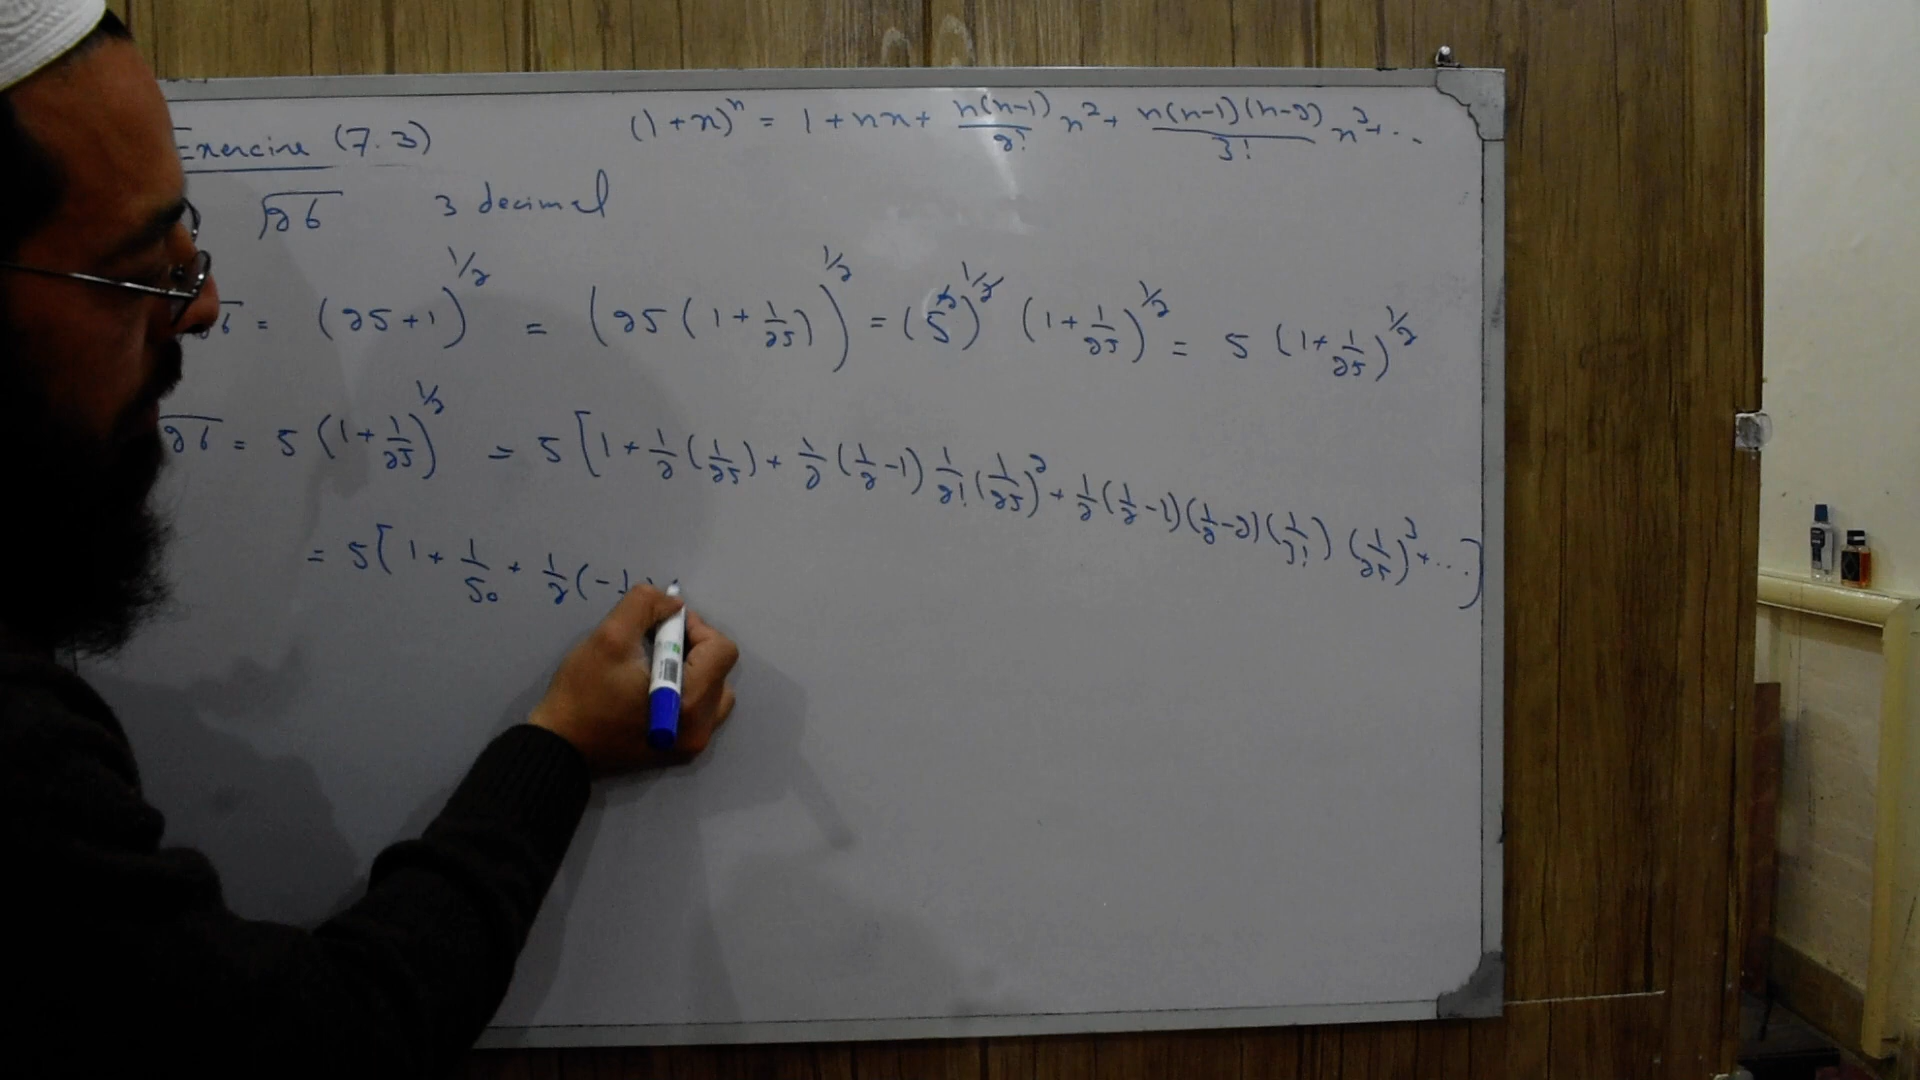 Exercise (7.3)
(1+x)^n = 1 + nx + n(n-1)/2! x^2 + n(n-1)(n-2)/3! x^3 + ...
√26 3 decimal
= (25+1)^1/2 = (25(1+1/25))^1/2 = (5^2)^1/2 (1+1/25)^1/2 = 5 (1+1/25)^1/2
√26 = 5 (1+1/25)^1/2 = 5 [1 + 1/2 (1/25) + 1/2 (1/2 -1) 1/2! (1/25)^2 + 1/2 (1/2 -1)(1/2 -2)(1/3!) (1/25)^3 + ...]
= 5 [1 + 1/50 + 1/2 (-1